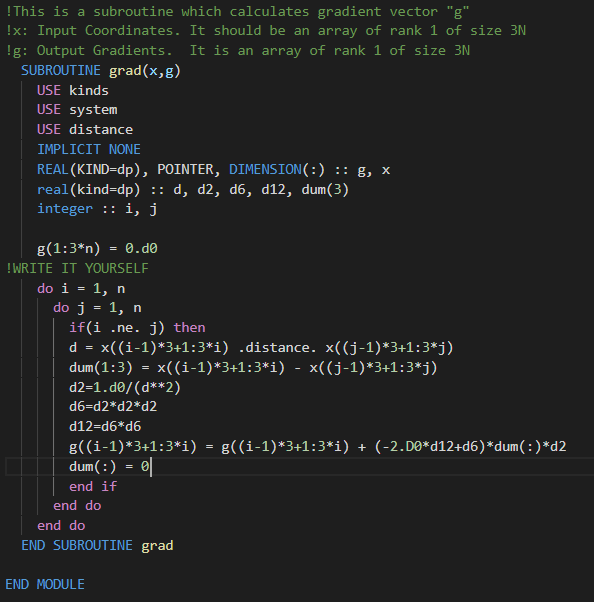 !This is a subroutine which calculates gradient vector "g"
!x: Input Coordinates. It should be an array of rank 1 of size 3N
!g: Output Gradients.  It is an array of rank 1 of size 3N
  SUBROUTINE grad(x,g)
    USE kinds
    USE system
    USE distance
    IMPLICIT NONE
    REAL(KIND=dp), POINTER, DIMENSION(:) :: g, x
    real(kind=dp) :: d, d2, d6, d12, dum(3)
    integer :: i, j

    g(1:3*n) = 0.d0
!WRITE IT YOURSELF
    do i = 1, n
      do j = 1, n
        if(i .ne. j) then
        d = x((i-1)*3+1:3*i) .distance. x((j-1)*3+1:3*j)
        dum(1:3) = x((i-1)*3+1:3*i) - x((j-1)*3+1:3*j)
        d2=1.d0/(d**2)
        d6=d2*d2*d2
        d12=d6*d6
        g((i-1)*3+1:3*i) = g((i-1)*3+1:3*i) + (-2.D0*d12+d6)*dum(:)*d2
        dum(:) = 0
        end if
      end do
    end do
  END SUBROUTINE grad

END MODULE